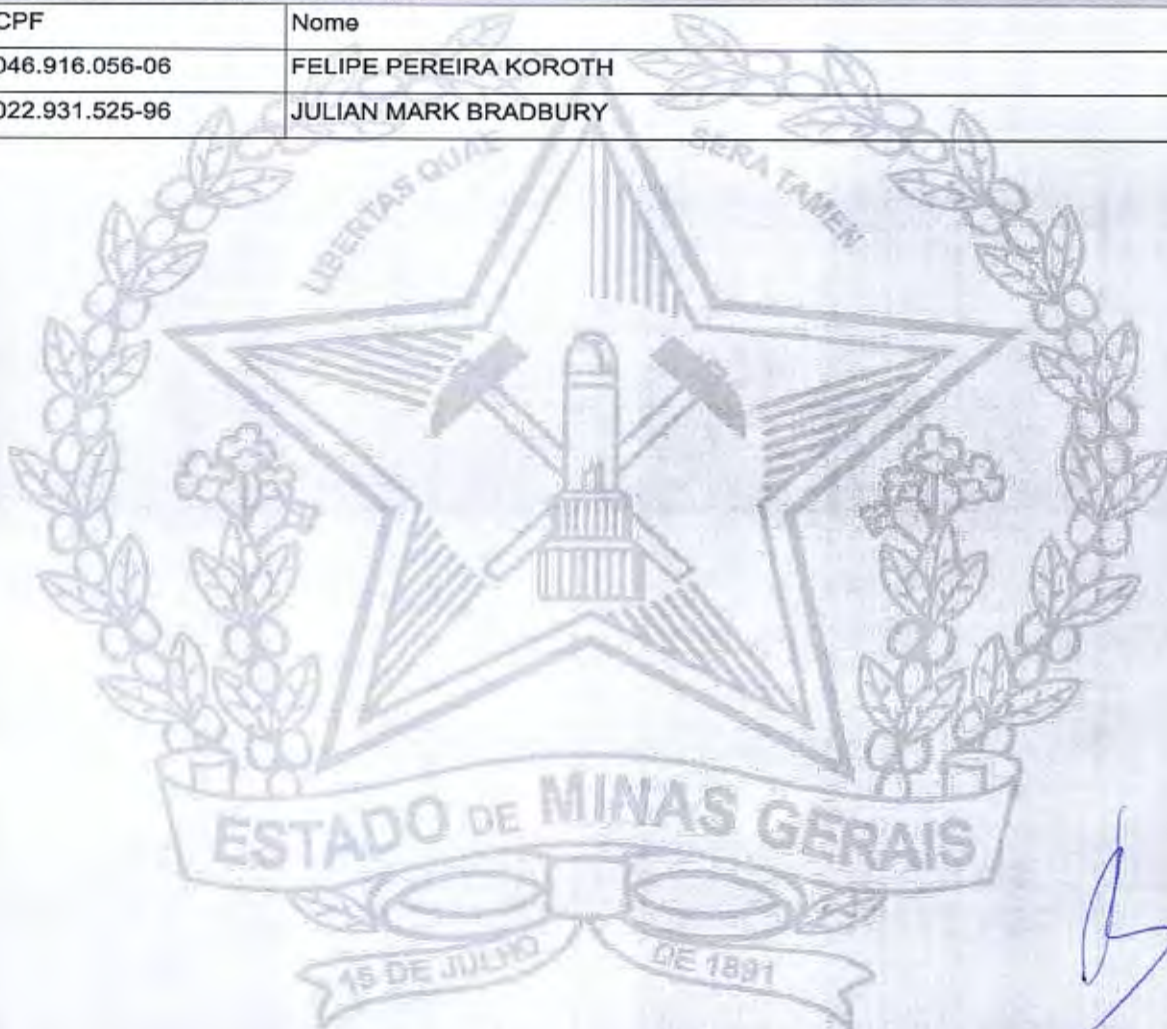 CPF Nome
046.916.056-06 FELIPE PEREIRA KOROTH
022.931.525-96 JULIAN MARK BRADBURY
LIBERTAS QUAE SERA TAMEN
ESTADO DE MINAS GERAIS
15 DE JULHO DE 1891